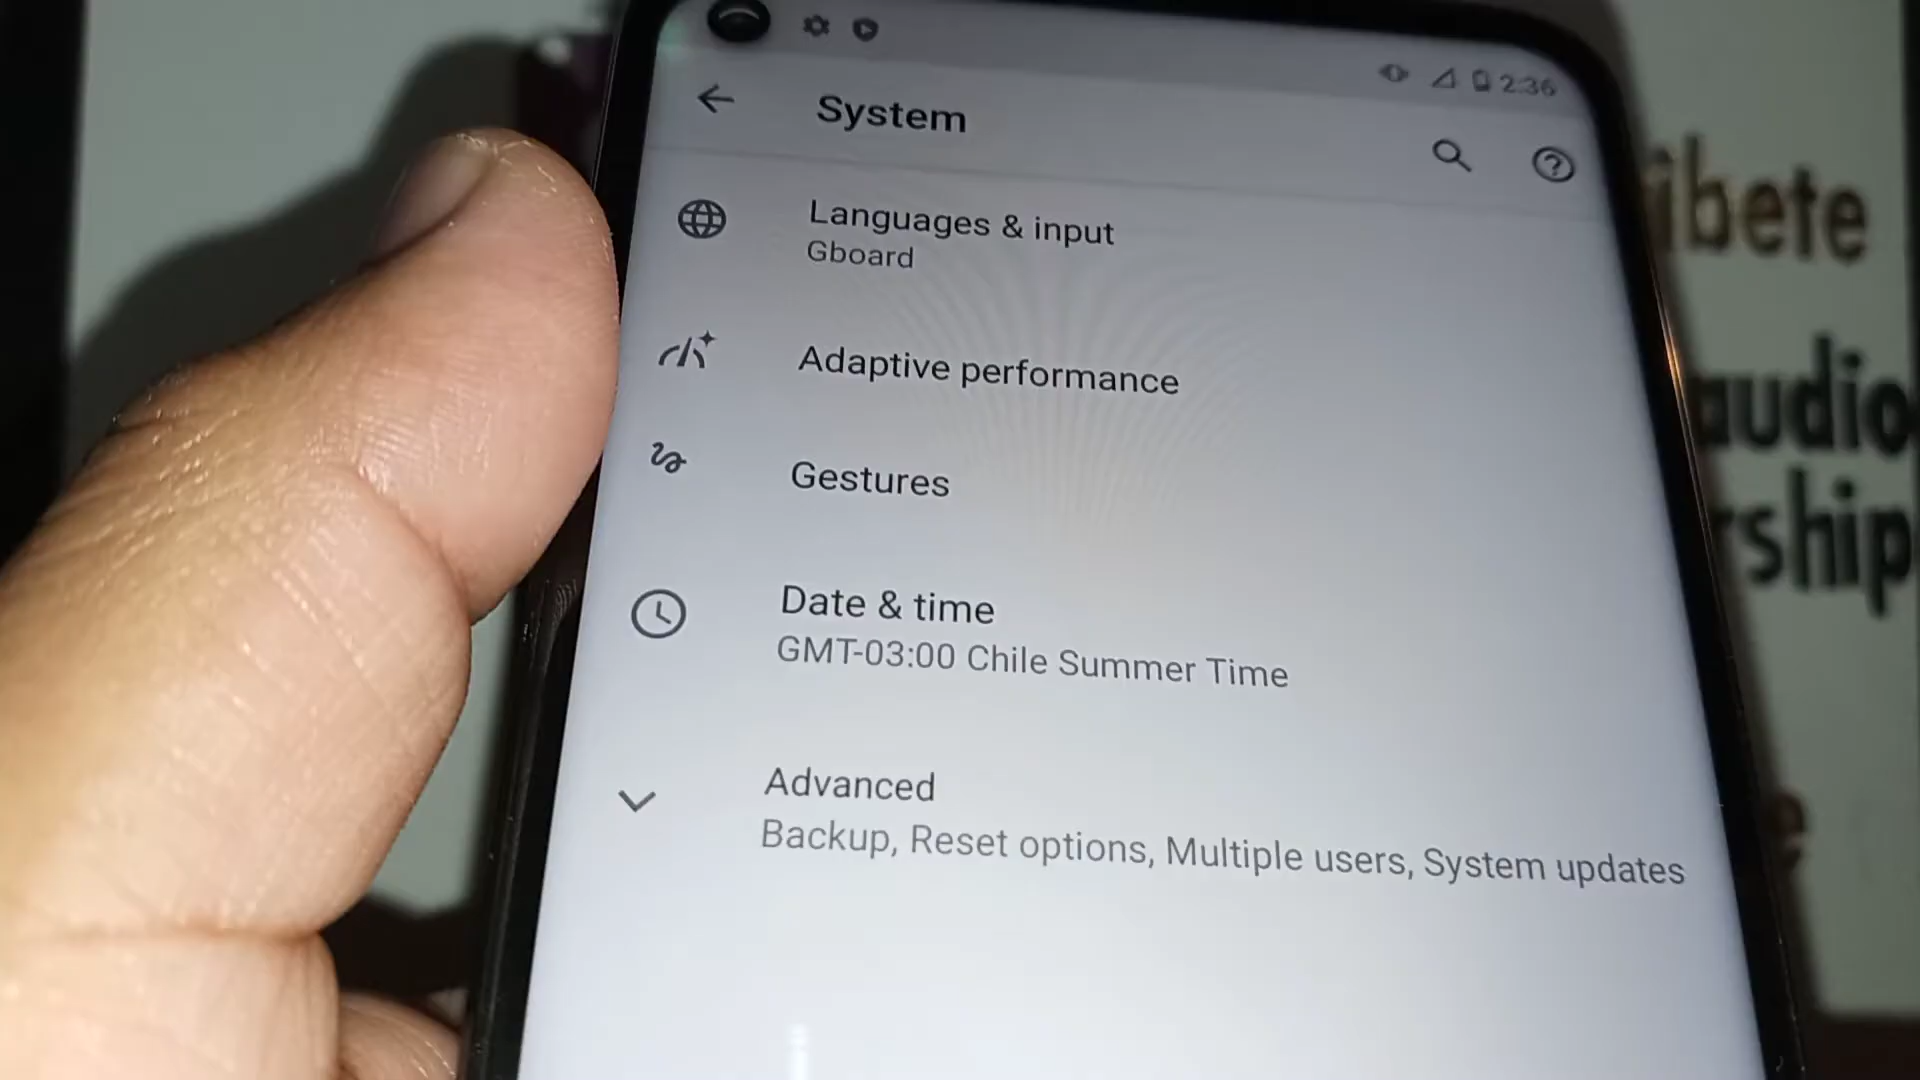 2:36
System
Languages & input
Gboard
Adaptive performance
Gestures
Date & time
GMT-03:00 Chile Summer Time
Advanced
Backup, Reset options, Multiple users, System updates
ibete
audio
ship